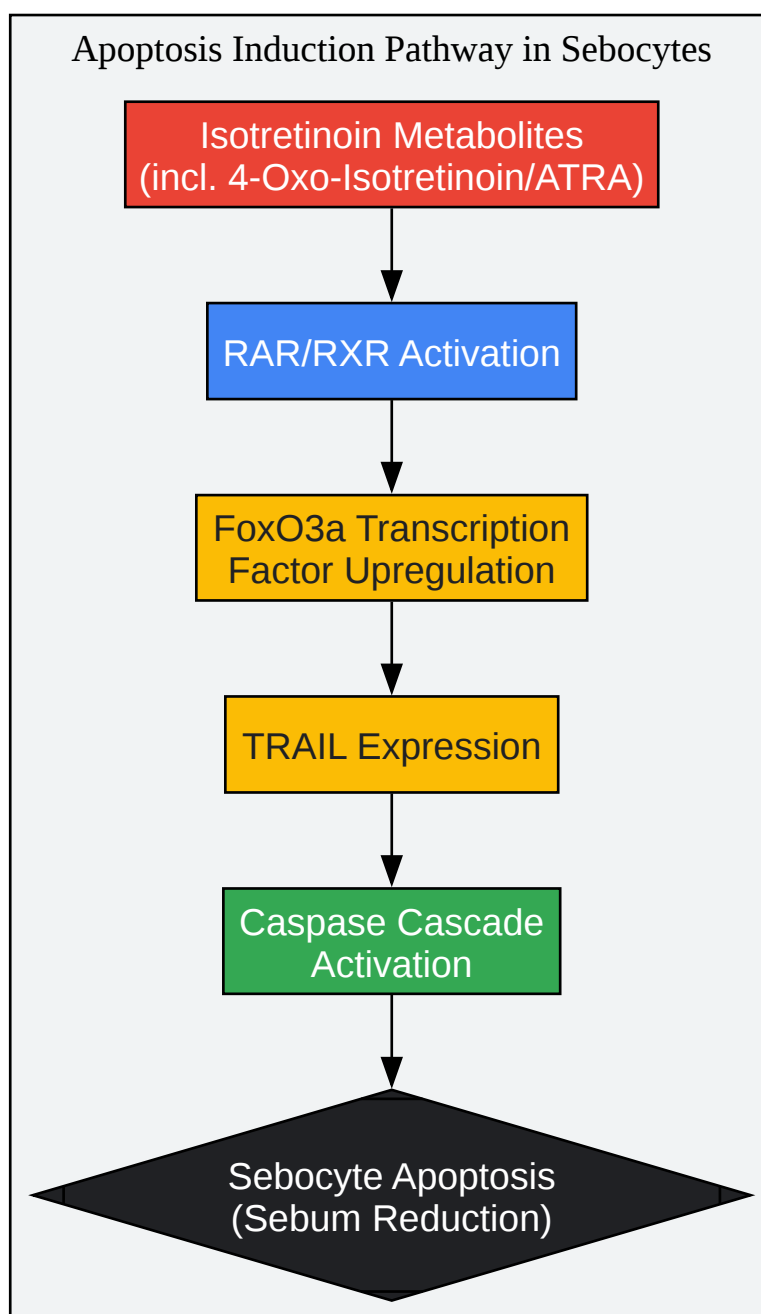 Apoptosis Induction Pathway in Sebocytes
Isotretinoin Metabolites
(incl. 4-Oxo-Isotretinoin/ATRA)
RAR/RXR Activation
FoxO3a Transcription
Factor Upregulation
TRAIL Expression
Caspase Cascade
Activation
Sebocyte Apoptosis
(Sebum Reduction)